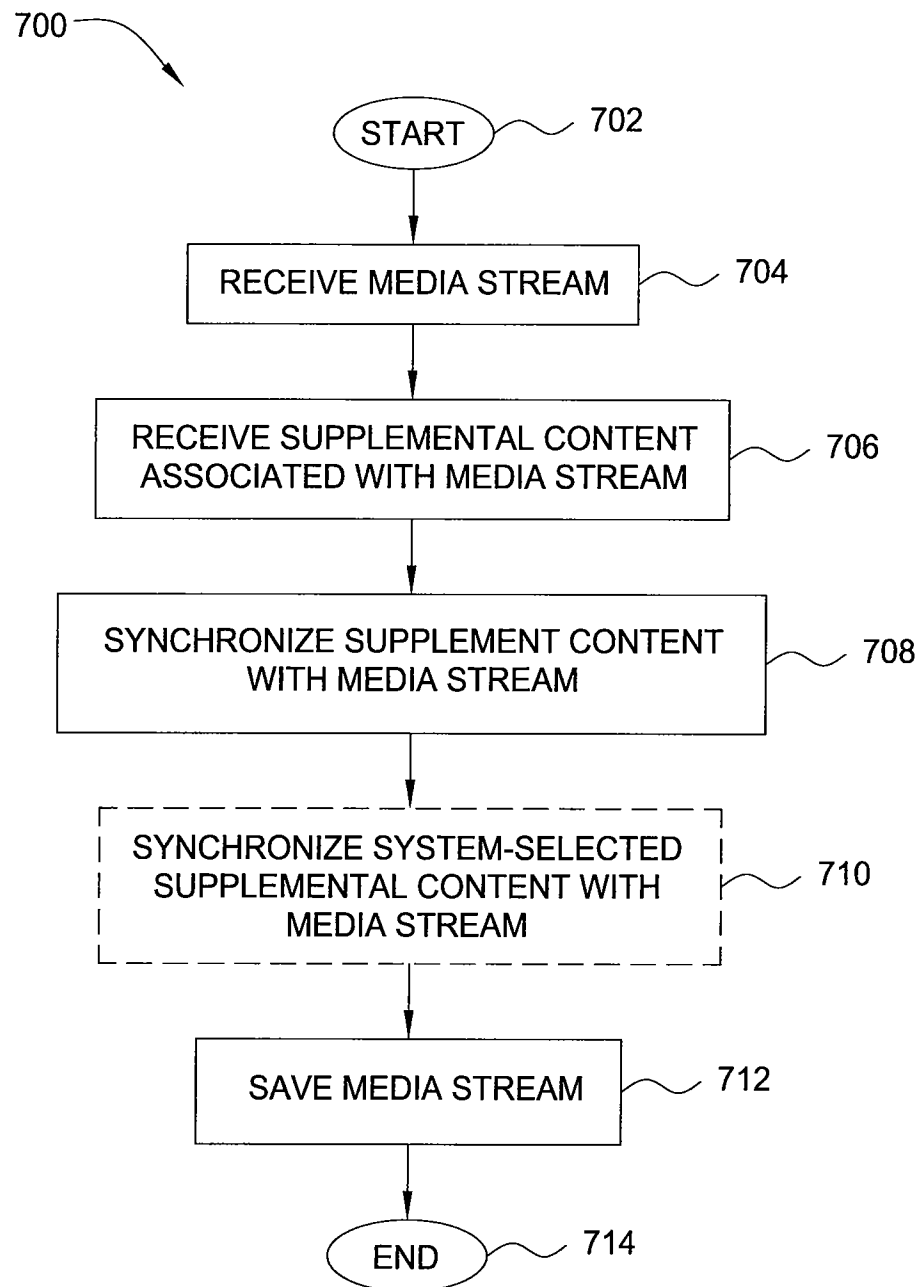 700
START
702
RECEIVE MEDIA STREAM
704
RECEIVE SUPPLEMENTAL CONTENT
ASSOCIATED WITH MEDIA STREAM
706
SYNCHRONIZE SUPPLEMENT CONTENT
WITH MEDIA STREAM
708
SYNCHRONIZE SYSTEM-SELECTED
SUPPLEMENTAL CONTENT WITH
MEDIA STREAM
710
SAVE MEDIA STREAM
712
END
714